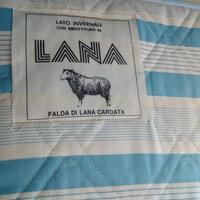 LATO INVERNALE
CON IMBOTTITURA IN
LANA
FALDA DI LANA CARDATA